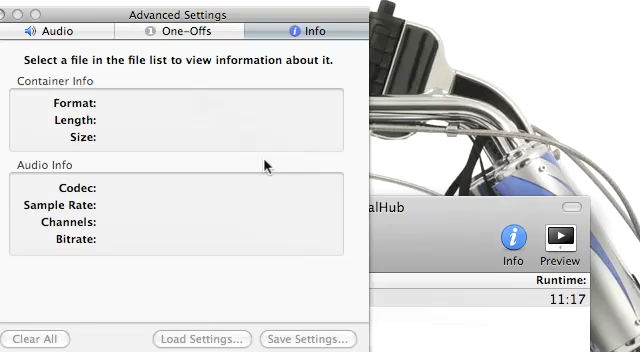 Advanced Settings
Audio
One-Offs
Info
Select a file in the file list to view information about it.
Container Info
Format:
Length:
Size:
Audio Info
Codec:
Sample Rate:
Channels:
Bitrate:
Clear All
Load Settings...
Save Settings...
alHub
Info
Preview
Runtime:
11:17